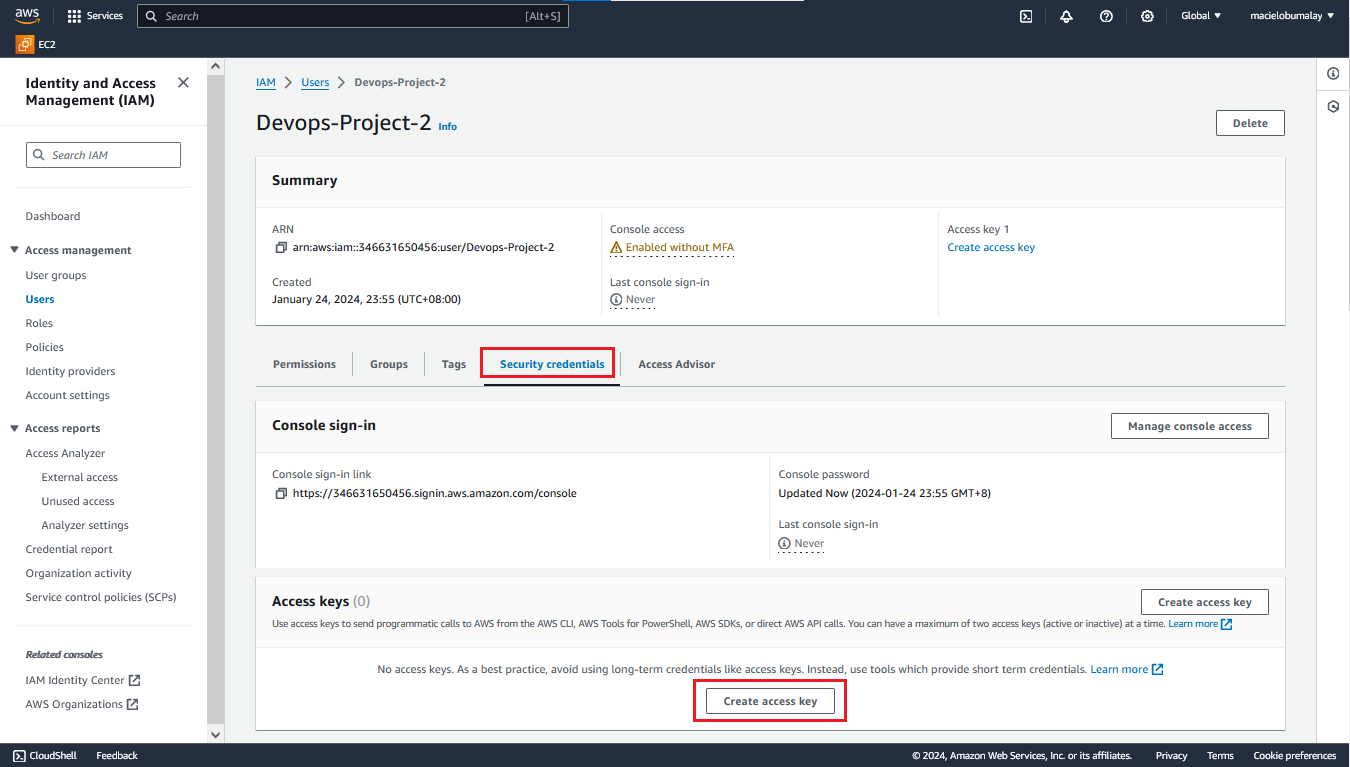 aws
Services
Search
[Alt+S]
Global
macielobumalay
EC2
Identity and Access Management (IAM)
Search IAM
Dashboard
Access management
User groups
Users
Roles
Policies
Identity providers
Account settings
Access reports
Access Analyzer
External access
Unused access
Analyzer settings
Credential report
Organization activity
Service control policies (SCPs)
Related consoles
IAM Identity Center
AWS Organizations
IAM > Users > Devops-Project-2
Devops-Project-2 Info
Delete
Summary
ARN
arn:aws:iam::346631650456:user/Devops-Project-2
Created
January 24, 2024, 23:55 (UTC+08:00)
Console access
Enabled without MFA
Last console sign-in
Never
Access key 1
Create access key
Permissions
Groups
Tags
Security credentials
Access Advisor
Console sign-in
Manage console access
Console sign-in link
https://346631650456.signin.aws.amazon.com/console
Console password
Updated Now (2024-01-24 23:55 GMT+8)
Last console sign-in
Never
Access keys (0)
Create access key
Use access keys to send programmatic calls to AWS from the AWS CLI, AWS Tools for PowerShell, AWS SDKs, or direct AWS API calls. You can have a maximum of two access keys (active or inactive) at a time. Learn more
No access keys. As a best practice, avoid using long-term credentials like access keys. Instead, use tools which provide short term credentials. Learn more
Create access key
CloudShell
Feedback
© 2024, Amazon Web Services, Inc. or its affiliates.
Privacy
Terms
Cookie preferences